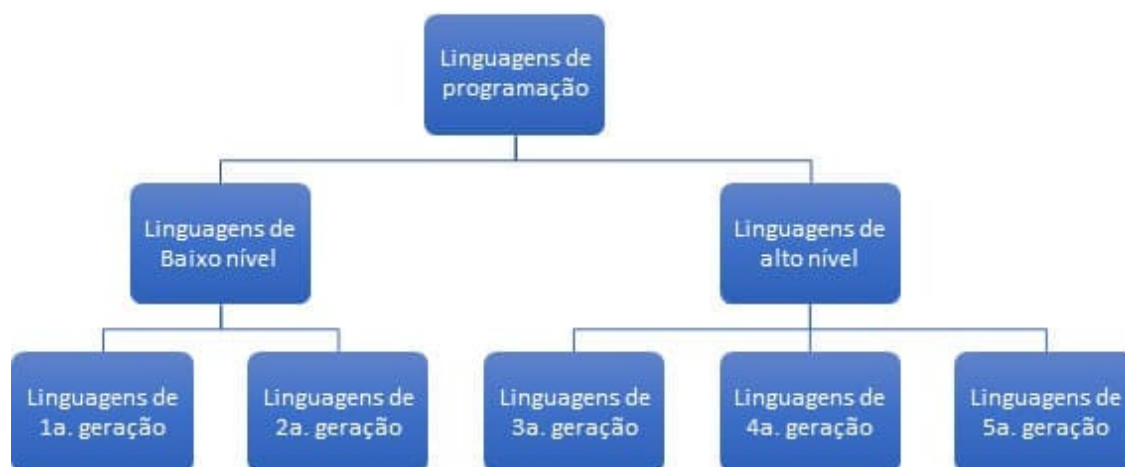 Linguagens de
programação
Linguagens de
Baixo nível
Linguagens de
alto nível
Linguagens de
1a. geração
Linguagens de
2a. geração
Linguagens de
3a. geração
Linguagens de
4a. geração
Linguagens de
5a. geração